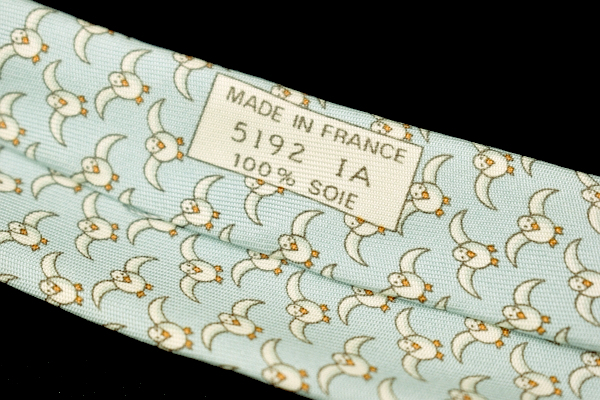 MADE IN FRANCE
5192 IA
100% SOIE